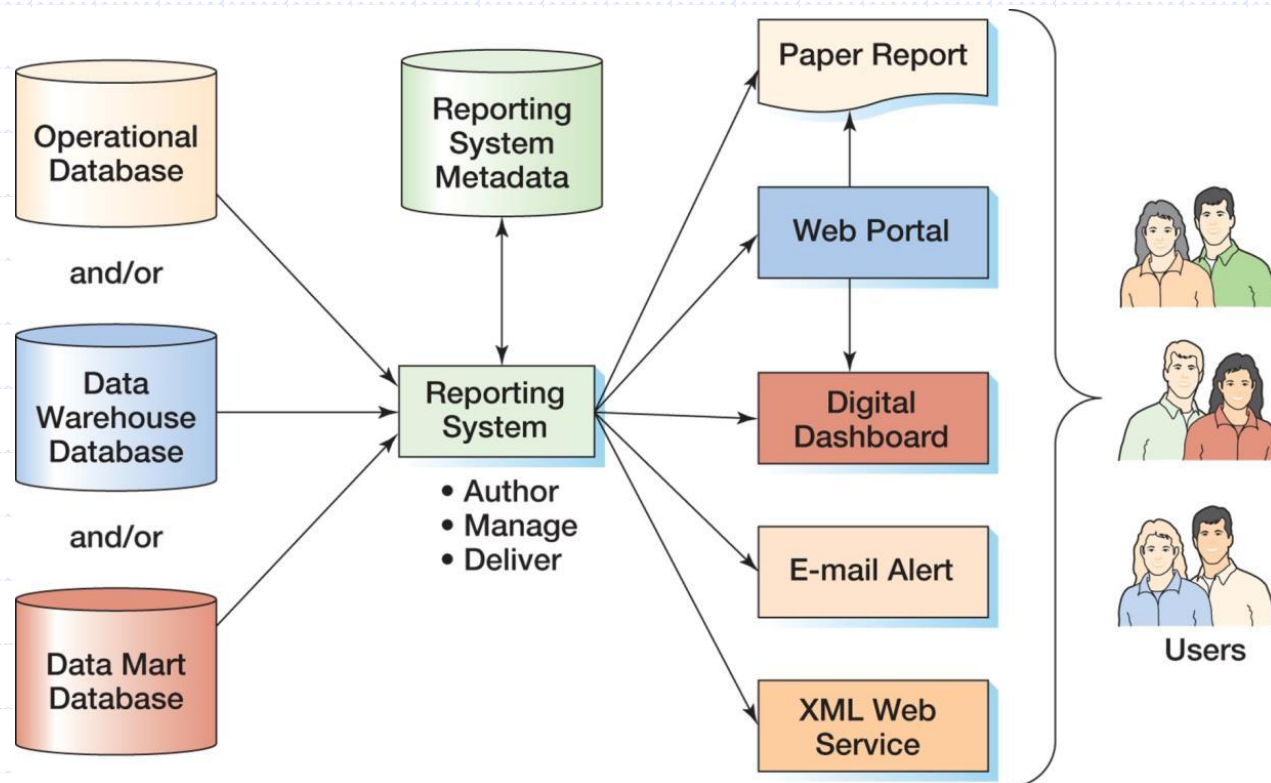 Operational
Database
and/or
Data
Warehouse
Database
and/or
Data Mart
Database
Reporting
System
Metadata
Reporting
System
• Author
• Manage
• Deliver
Paper Report
Web Portal
Digital
Dashboard
E-mail Alert
XML Web
Service
Users